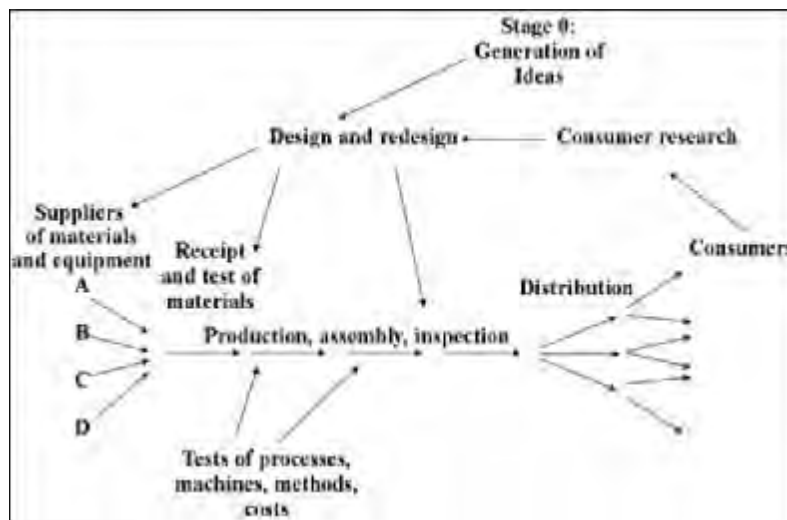 Stage 0:
Generation of
Ideas
Design and redesign
Consumer research
Suppliers
of materials
and equipment
Receipt
and test of
materials
Consumers
Distribution
A
Production, assembly, inspection
B
C
D
Tests of processes,
machines, methods,
costs